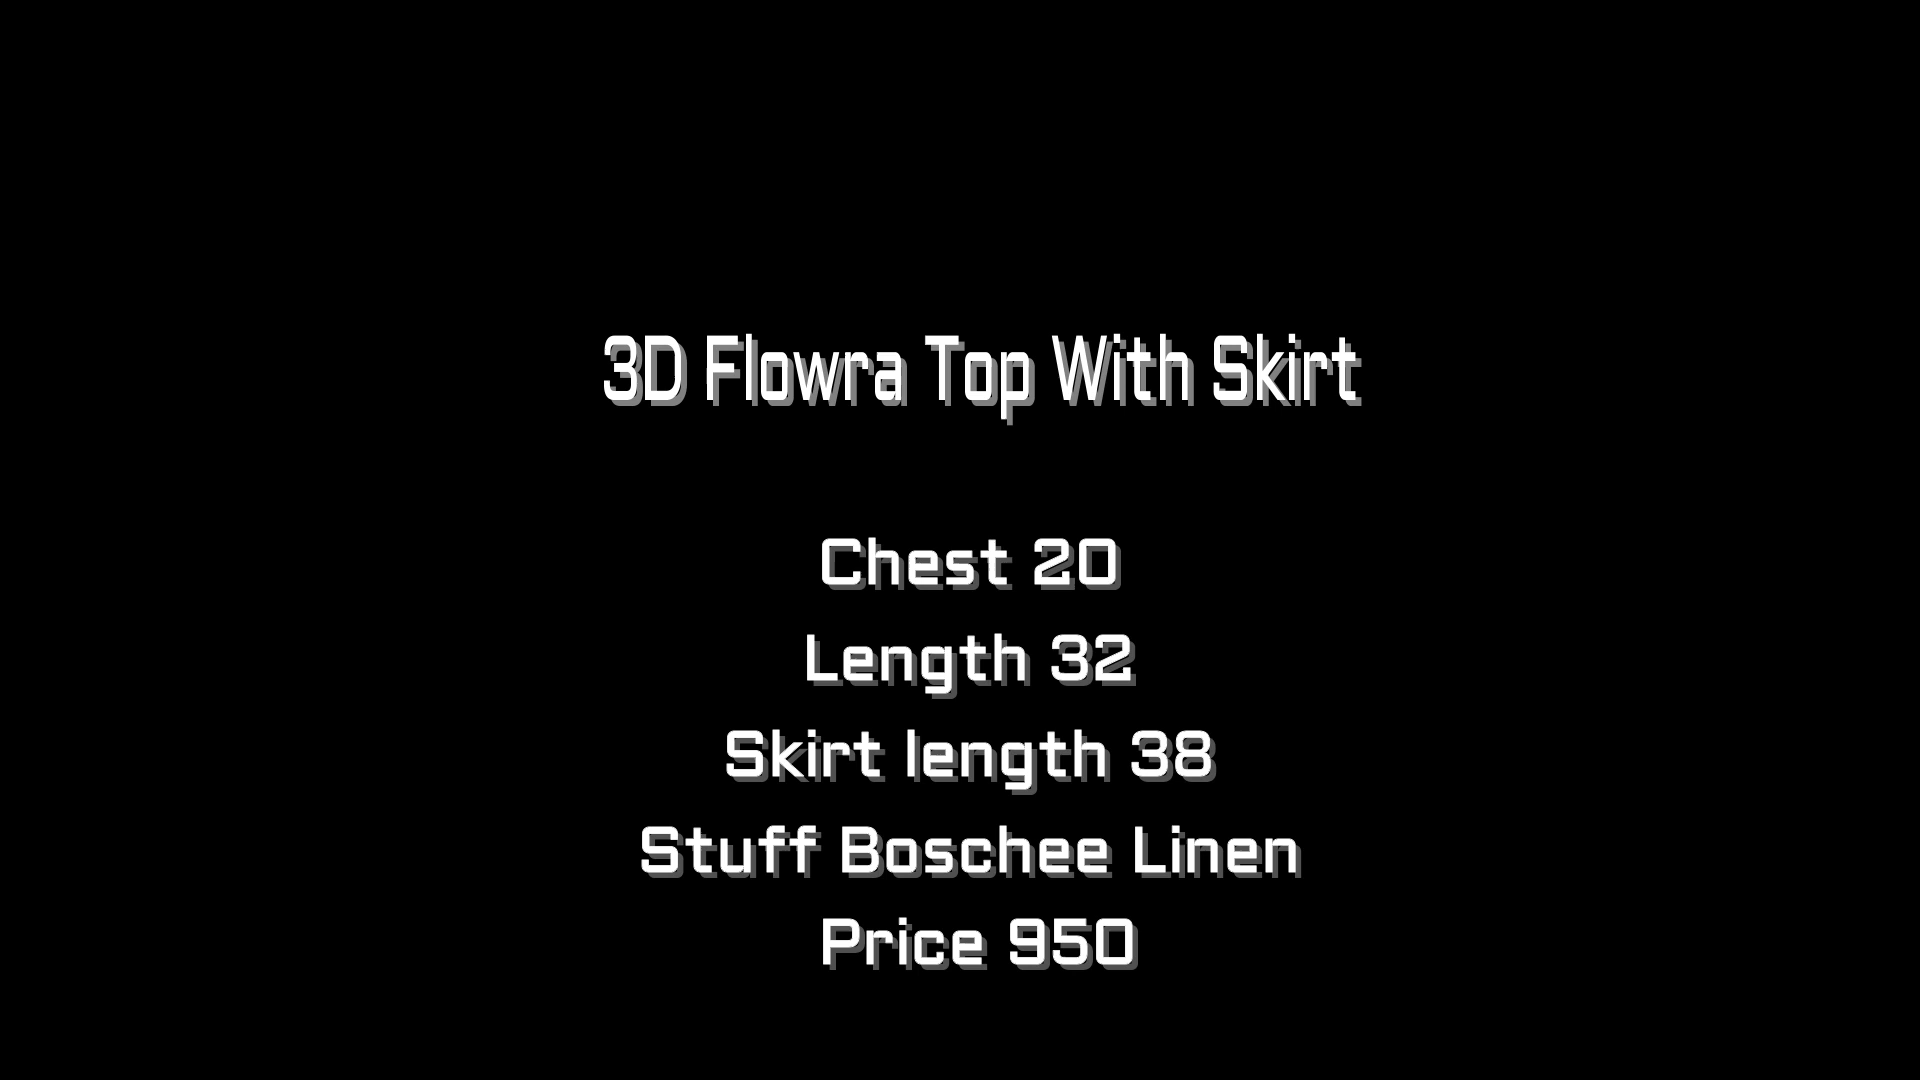 3D Flowra Top With Skirt
Chest 20
Length 32
Skirt length 38
Stuff Boschee Linen
Price 950